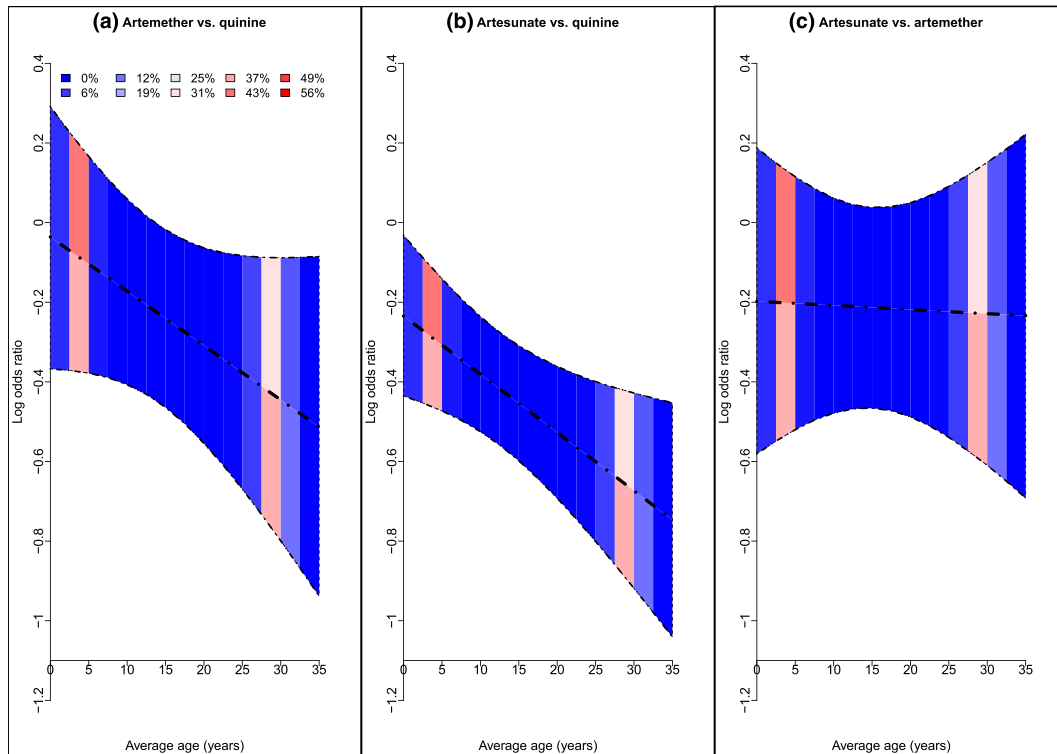 (a) Artemether vs. quinine
0% 12% 25% 37% 49%
6% 19% 31% 43% 56%
Log odds ratio
0.4
0.2
0
−0.2
−0.4
−0.6
−0.8
−1
−1.2
0 5 10 15 20 25 30 35
Average age (years)
(b) Artesunate vs. quinine
Log odds ratio
0.4
0.2
0
−0.2
−0.4
−0.6
−0.8
−1
−1.2
0 5 10 15 20 25 30 35
Average age (years)
(c) Artesunate vs. artemether
Log odds ratio
0.4
0.2
0
−0.2
−0.4
−0.6
−0.8
−1
−1.2
0 5 10 15 20 25 30 35
Average age (years)